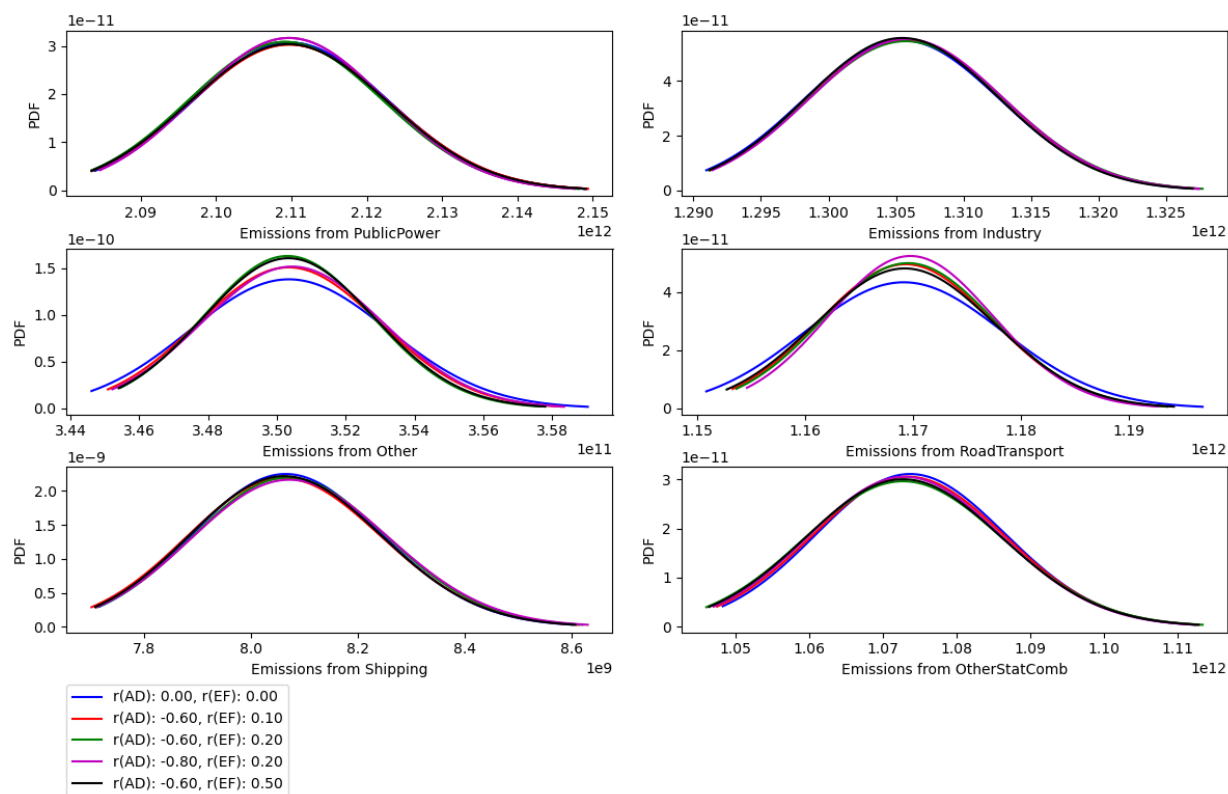 1e−11
3
2
1
0
PDF
2.09 2.10 2.11 2.12 2.13 2.14 2.15
Emissions from PublicPower
1e12
1e−11
4
2
0
PDF
1.290 1.295 1.300 1.305 1.310 1.315 1.320 1.325
Emissions from Industry
1e12
1e−10
1.5
1.0
0.5
0.0
PDF
3.44 3.46 3.48 3.50 3.52 3.54 3.56 3.58
Emissions from Other
1e11
1e−11
4
2
0
PDF
1.15 1.16 1.17 1.18 1.19
Emissions from RoadTransport
1e12
1e−9
2.0
1.5
1.0
0.5
0.0
PDF
7.8 8.0 8.2 8.4 8.6
Emissions from Shipping
1e9
1e−11
3
2
1
0
PDF
1.05 1.06 1.07 1.08 1.09 1.10 1.11
Emissions from OtherStatComb
1e12
r(AD): 0.00, r(EF): 0.00
r(AD): -0.60, r(EF): 0.10
r(AD): -0.60, r(EF): 0.20
r(AD): -0.80, r(EF): 0.20
r(AD): -0.60, r(EF): 0.50